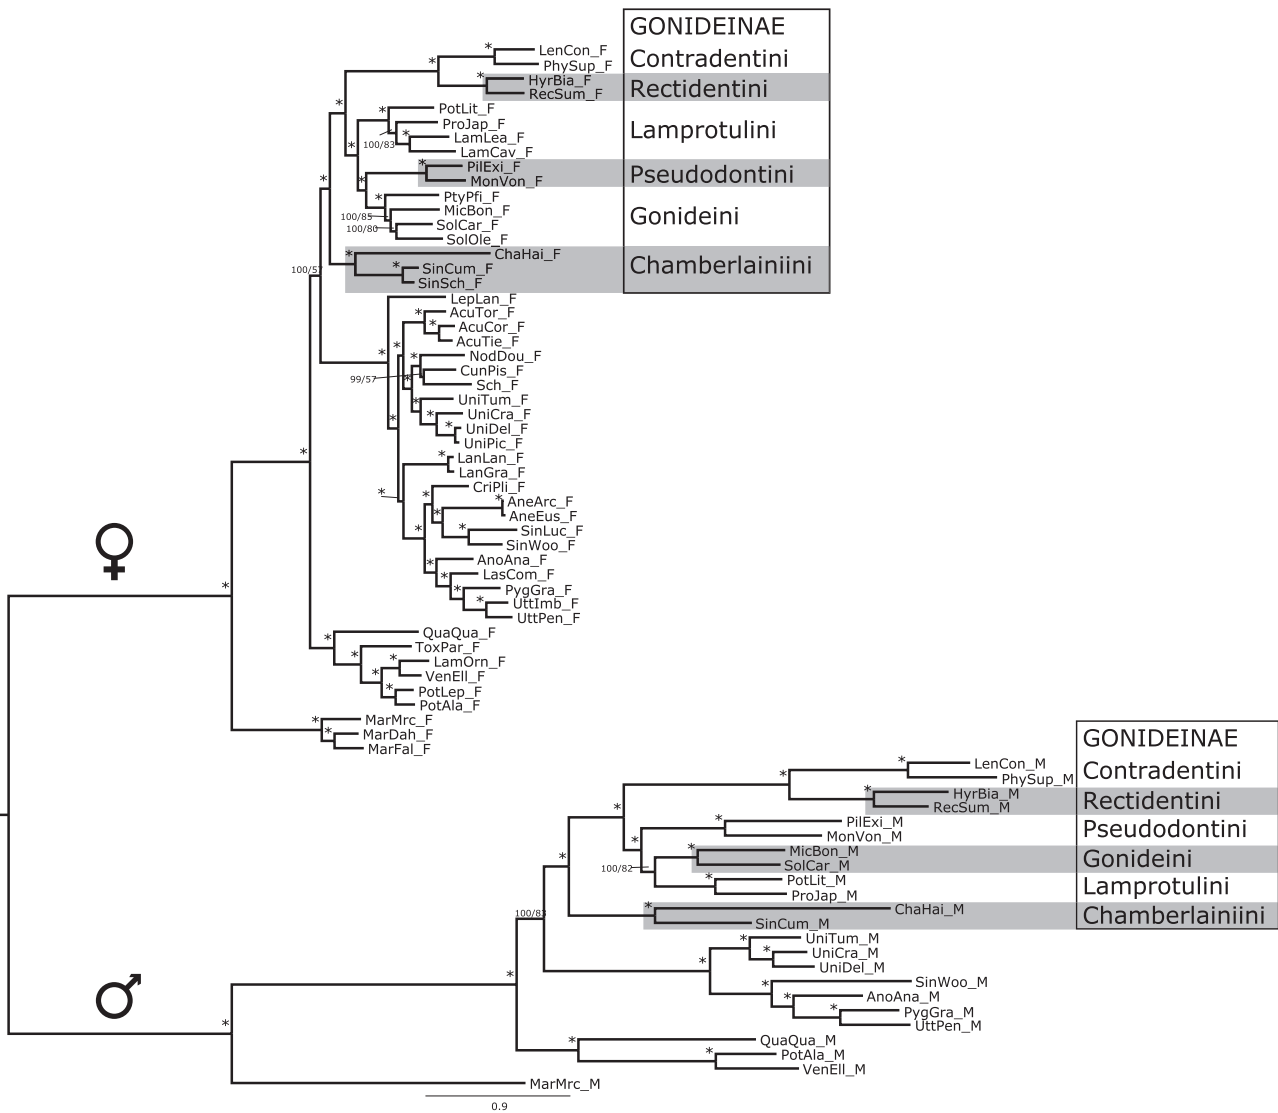 GONIDEINAE
LenCon_F
Contradentini
PhySup_F
HyrBia_F
Rectidentini
RecSum_F
PotLit_F
ProJap_F
Lamprotulini
LamLea_F
100/83
LamCav_F
PilExi_F
Pseudodontini
MonVon_F
PtyPfi_F
MicBon_F
Gonideini
100/85
SolCar_F
100/80
SolOle_F
ChaHai_F
Chamberlainiini
SinCum_F
100/57
SinSch_F
LepLan_F
AcuTor_F
AcuCor_F
AcuTie_F
NodDou_F
CunPis_F
99/57
Sch_F
UniTum_F
UniCra_F
UniDel_F
UniPic_F
LanLan_F
LanGra_F
CriPli_F
AneArc_F
AneEus_F
SinLuc_F
SinWoo_F
AnoAna_F
LasCom_F
PygGra_F
UttImb_F
UttPen_F
QuaQua_F
ToxPar_F
LamOrn_F
VenEll_F
PotLep_F
PotAla_F
MarMrc_F
MarDah_F
MarFal_F
GONIDEINAE
LenCon_M
Contradentini
PhySup_M
HyrBia_M
Rectidentini
RecSum_M
PilExi_M
Pseudodontini
MonVon_M
MicBon_M
Gonideini
SolCar_M
100/82
PotLit_M
Lamprotulini
ProJap_M
ChaHai_M
Chamberlainiini
100/83
SinCum_M
UniTum_M
UniCra_M
UniDel_M
SinWoo_M
AnoAna_M
PygGra_M
UttPen_M
QuaQua_M
PotAla_M
VenEll_M
MarMrc_M
0.9